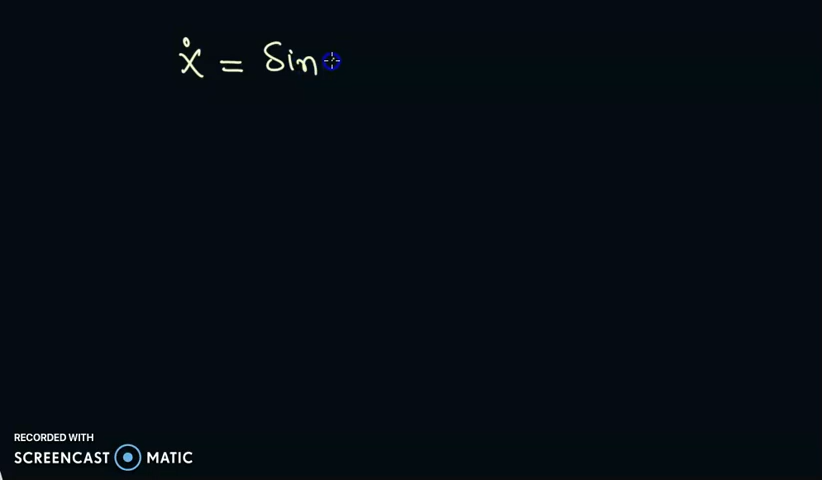 ẋ = Sin
RECORDED WITH
SCREENCAST MATIC